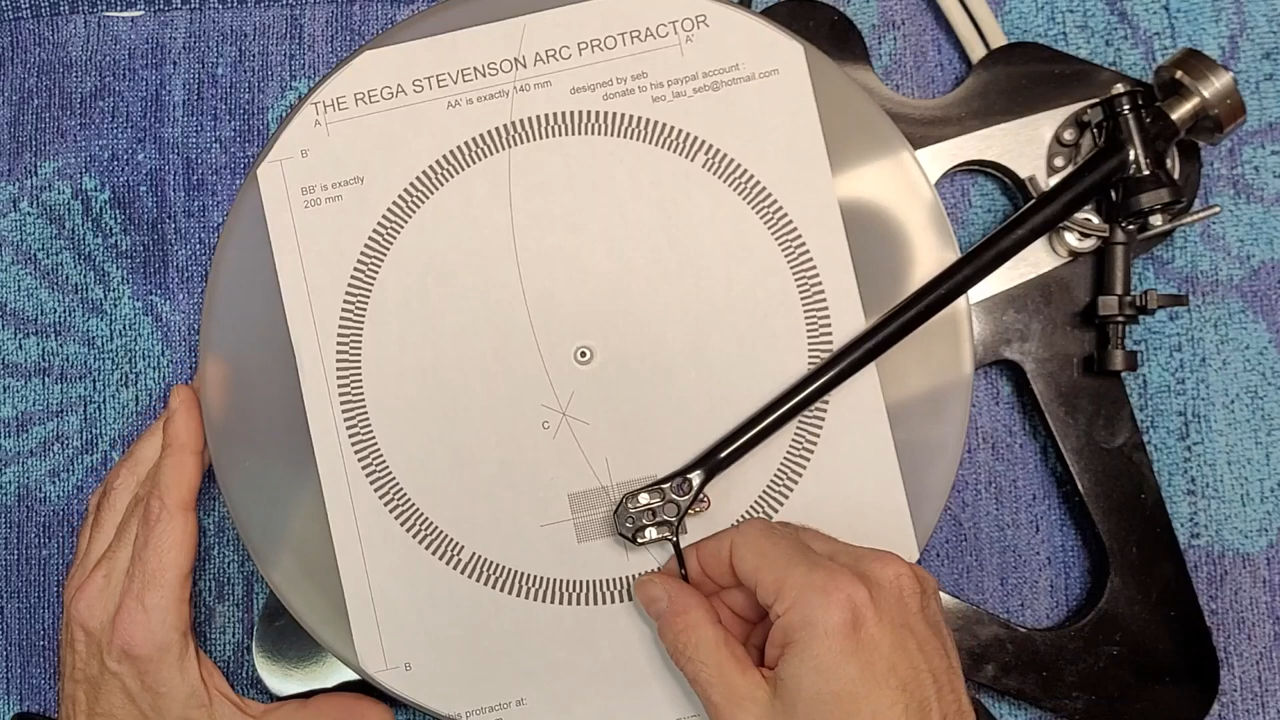 THE REGA STEVENSON ARC PROTRACTOR
A
AA' is exactly 140 mm
A'
designed by seb
donate to his paypal account :
leo_lau_seb@hotmail.com
B'
BB' is exactly
200 mm
C
B
this protractor at: